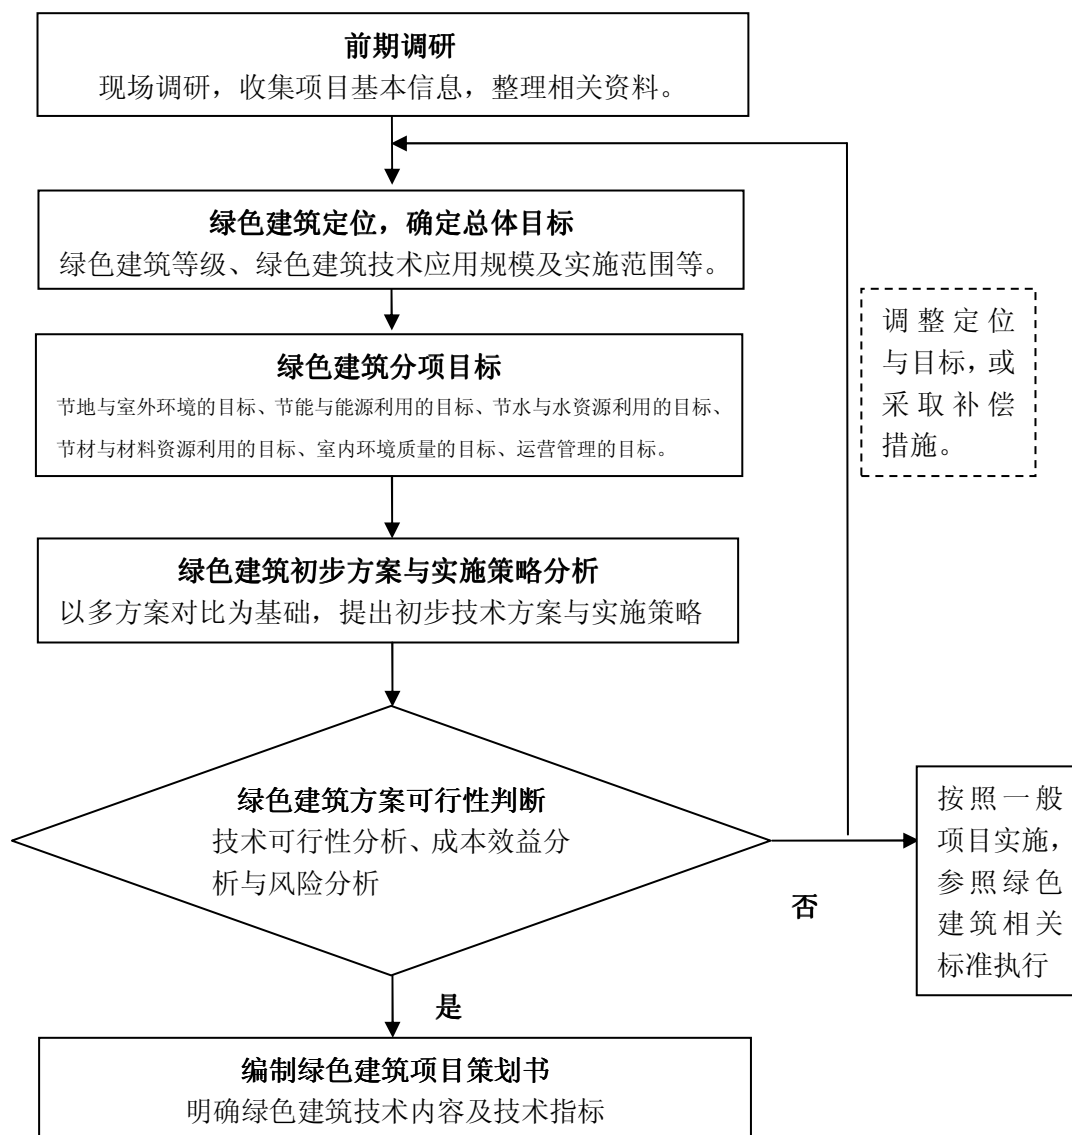 前期调研
现场调研，收集项目基本信息，整理相关资料。
绿色建筑定位，确定总体目标
绿色建筑等级、绿色建筑技术应用规模及实施范围等。
绿色建筑分项目标
节地与室外环境的目标、节能与能源利用的目标、节水与水资源利用的目标、
节材与材料资源利用的目标、室内环境质量的目标、运营管理的目标。
调整定位
与目标，或
采取补偿
措施。
绿色建筑初步方案与实施策略分析
以多方案对比为基础，提出初步技术方案与实施策略
绿色建筑方案可行性判断
技术可行性分析、成本效益分
析与风险分析
否
按照一般
项目实施，
参照绿色
建筑相关
标准执行
是
编制绿色建筑项目策划书
明确绿色建筑技术内容及技术指标